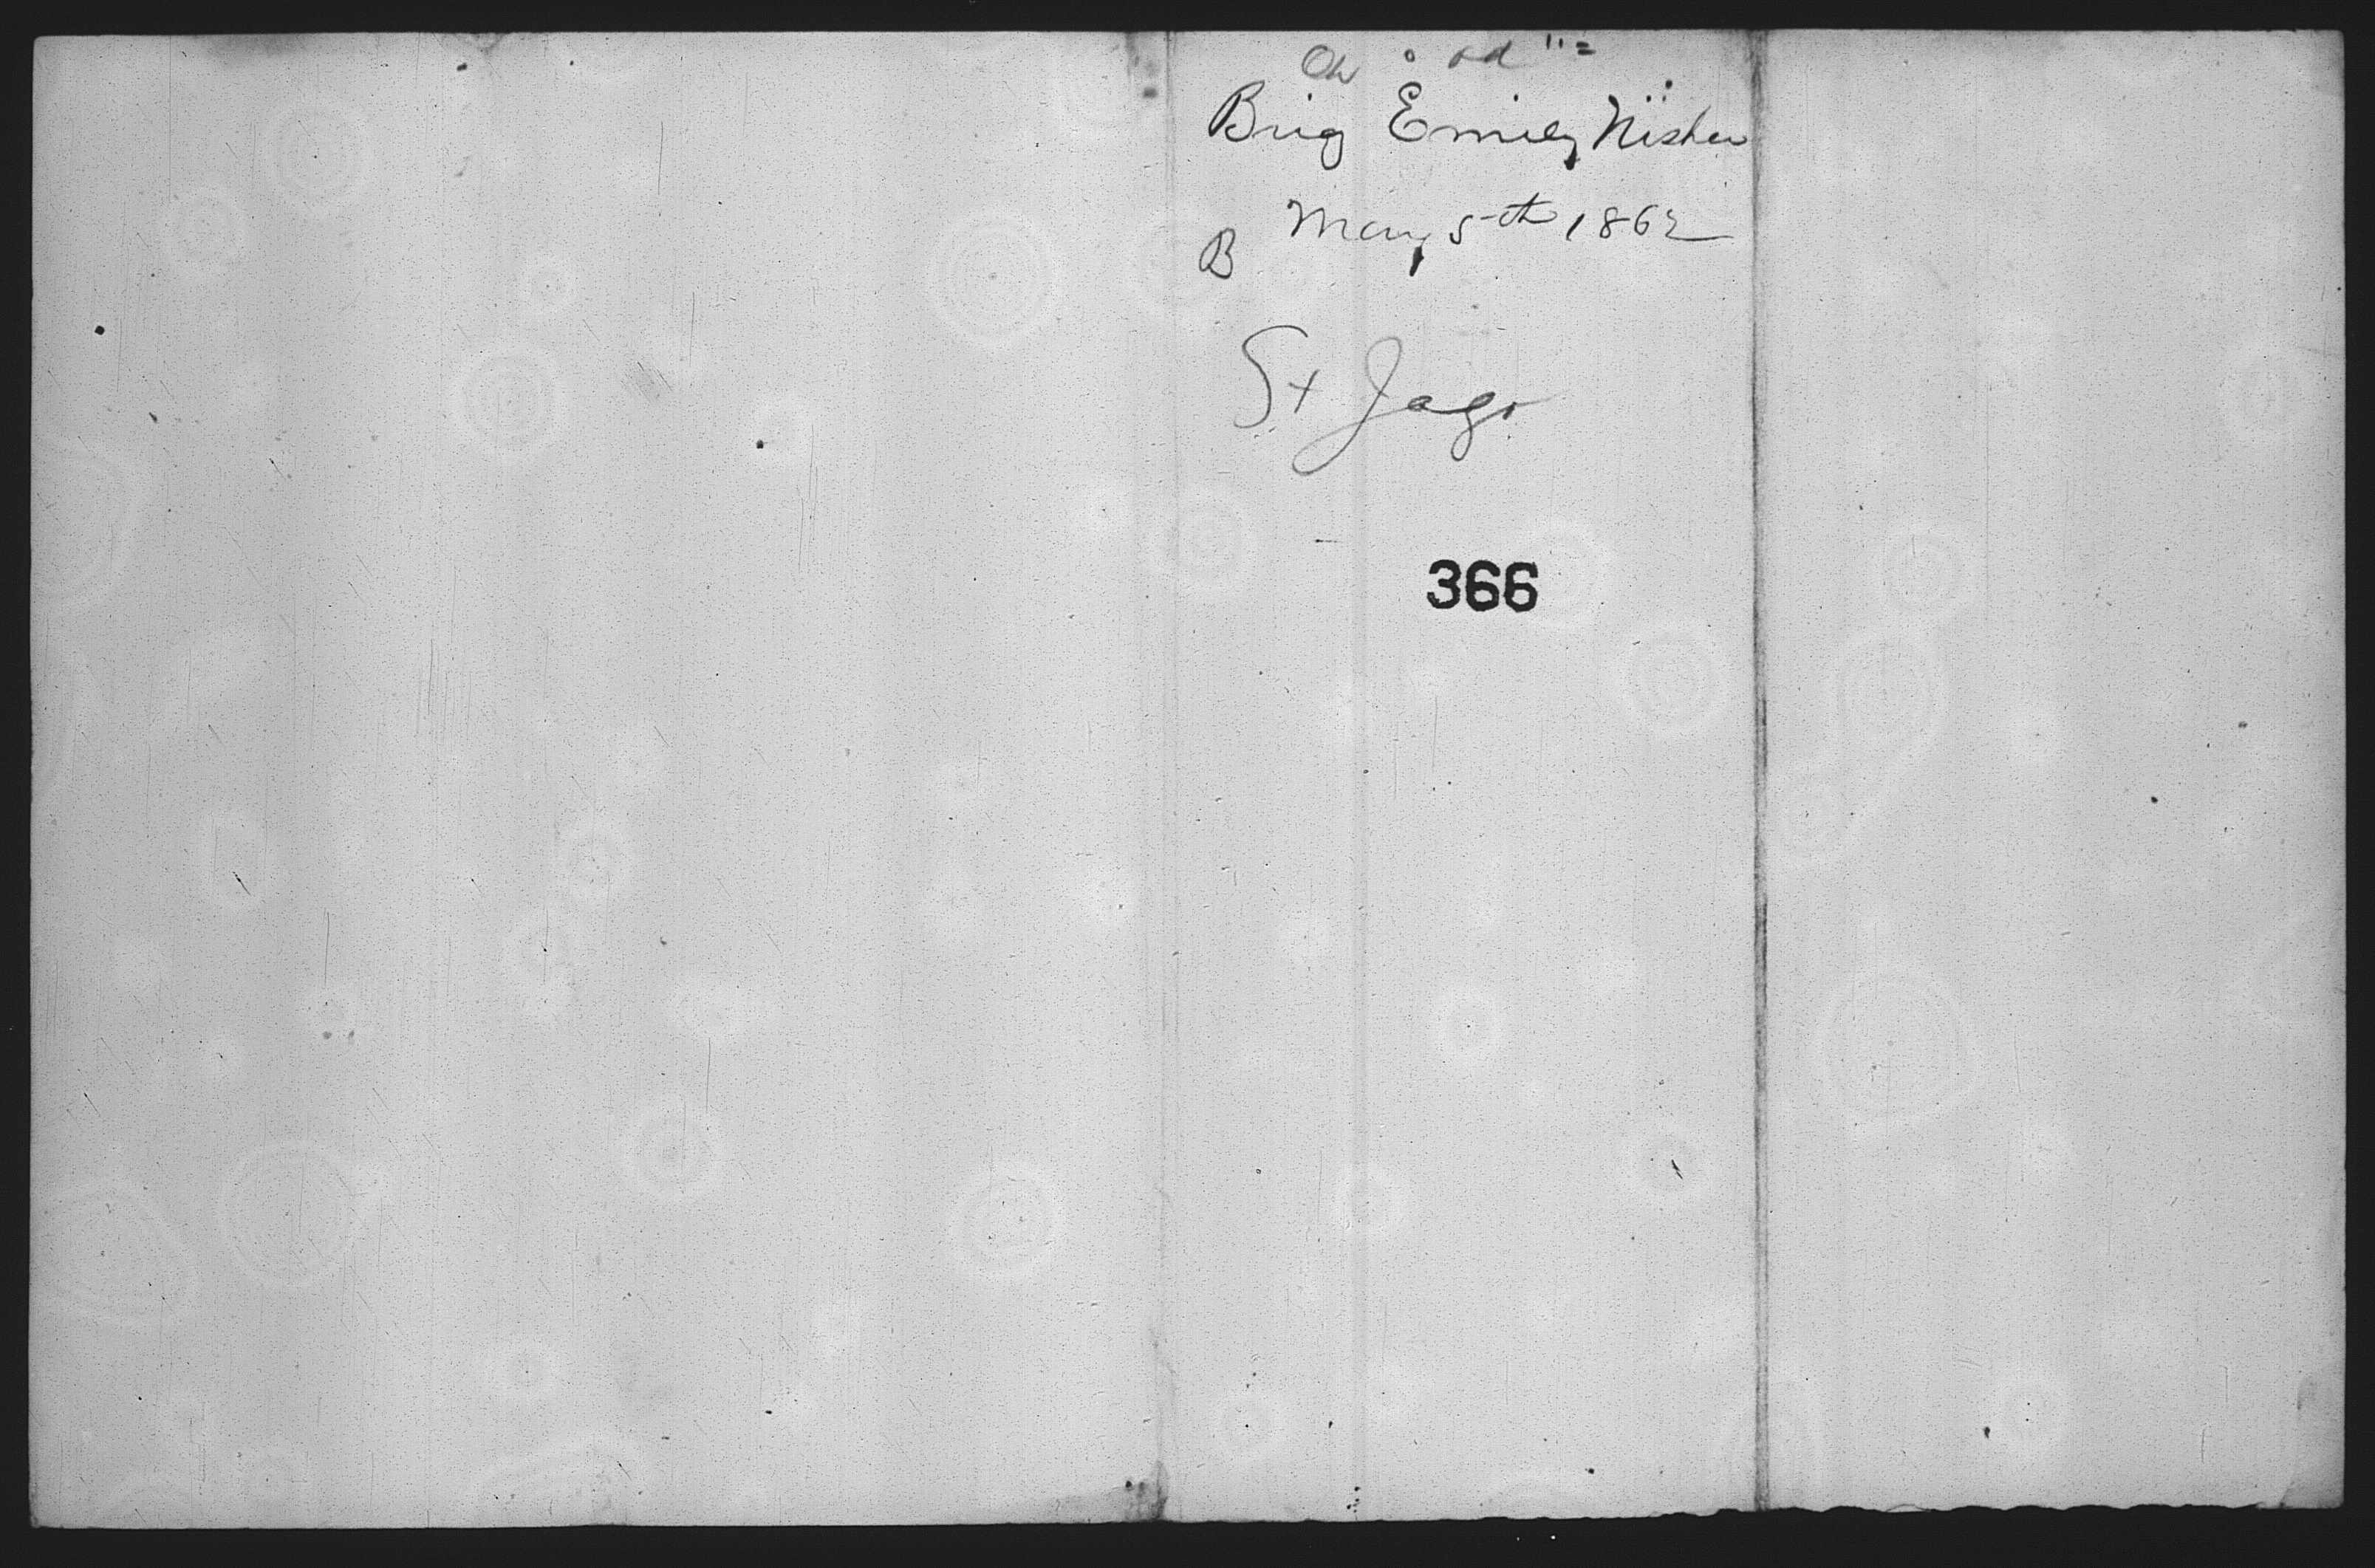 Brig Emily Fisher
May 5th 1862
B
St Jago
366